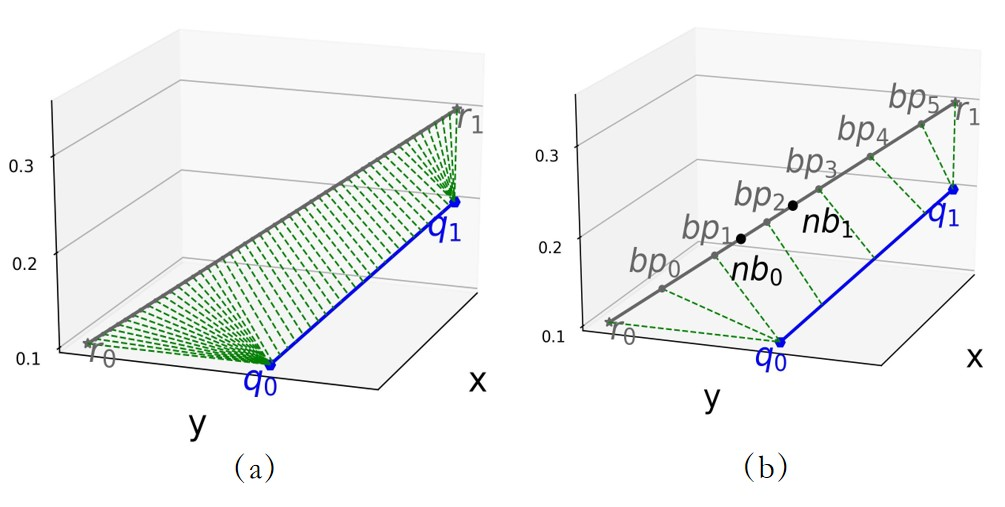 0.3
0.2
0.1
r₁
q₁
r₀
q₀
x
y
(a)
0.3
0.2
0.1
bp₅
r₁
bp₄
bp₃
bp₂
nb₁
q₁
bp₁
bp₀
nb₀
r₀
q₀
x
y
(b)